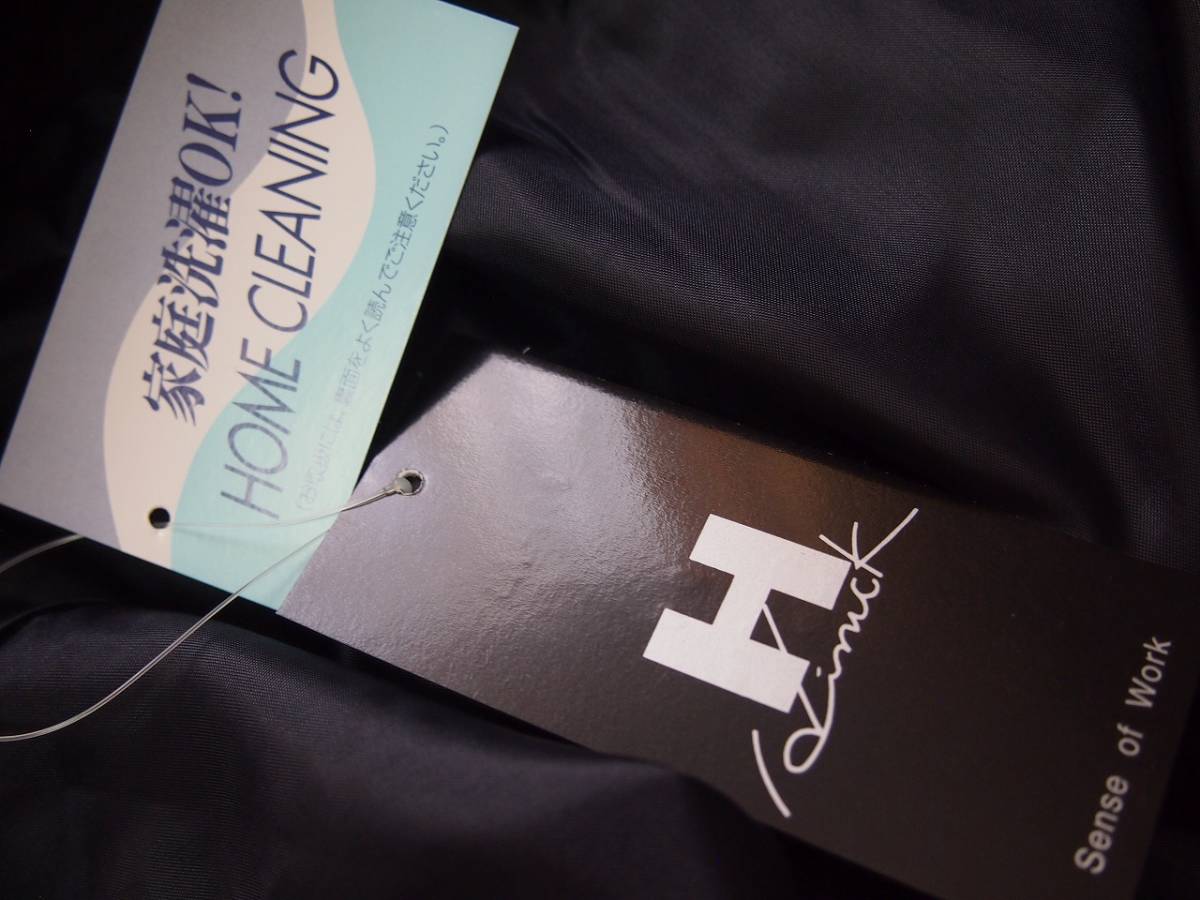 家庭洗濯OK!
HOME CLEANING
(お洗濯には、裏面をよく読んでご注意ください。)
H
Sense of Work